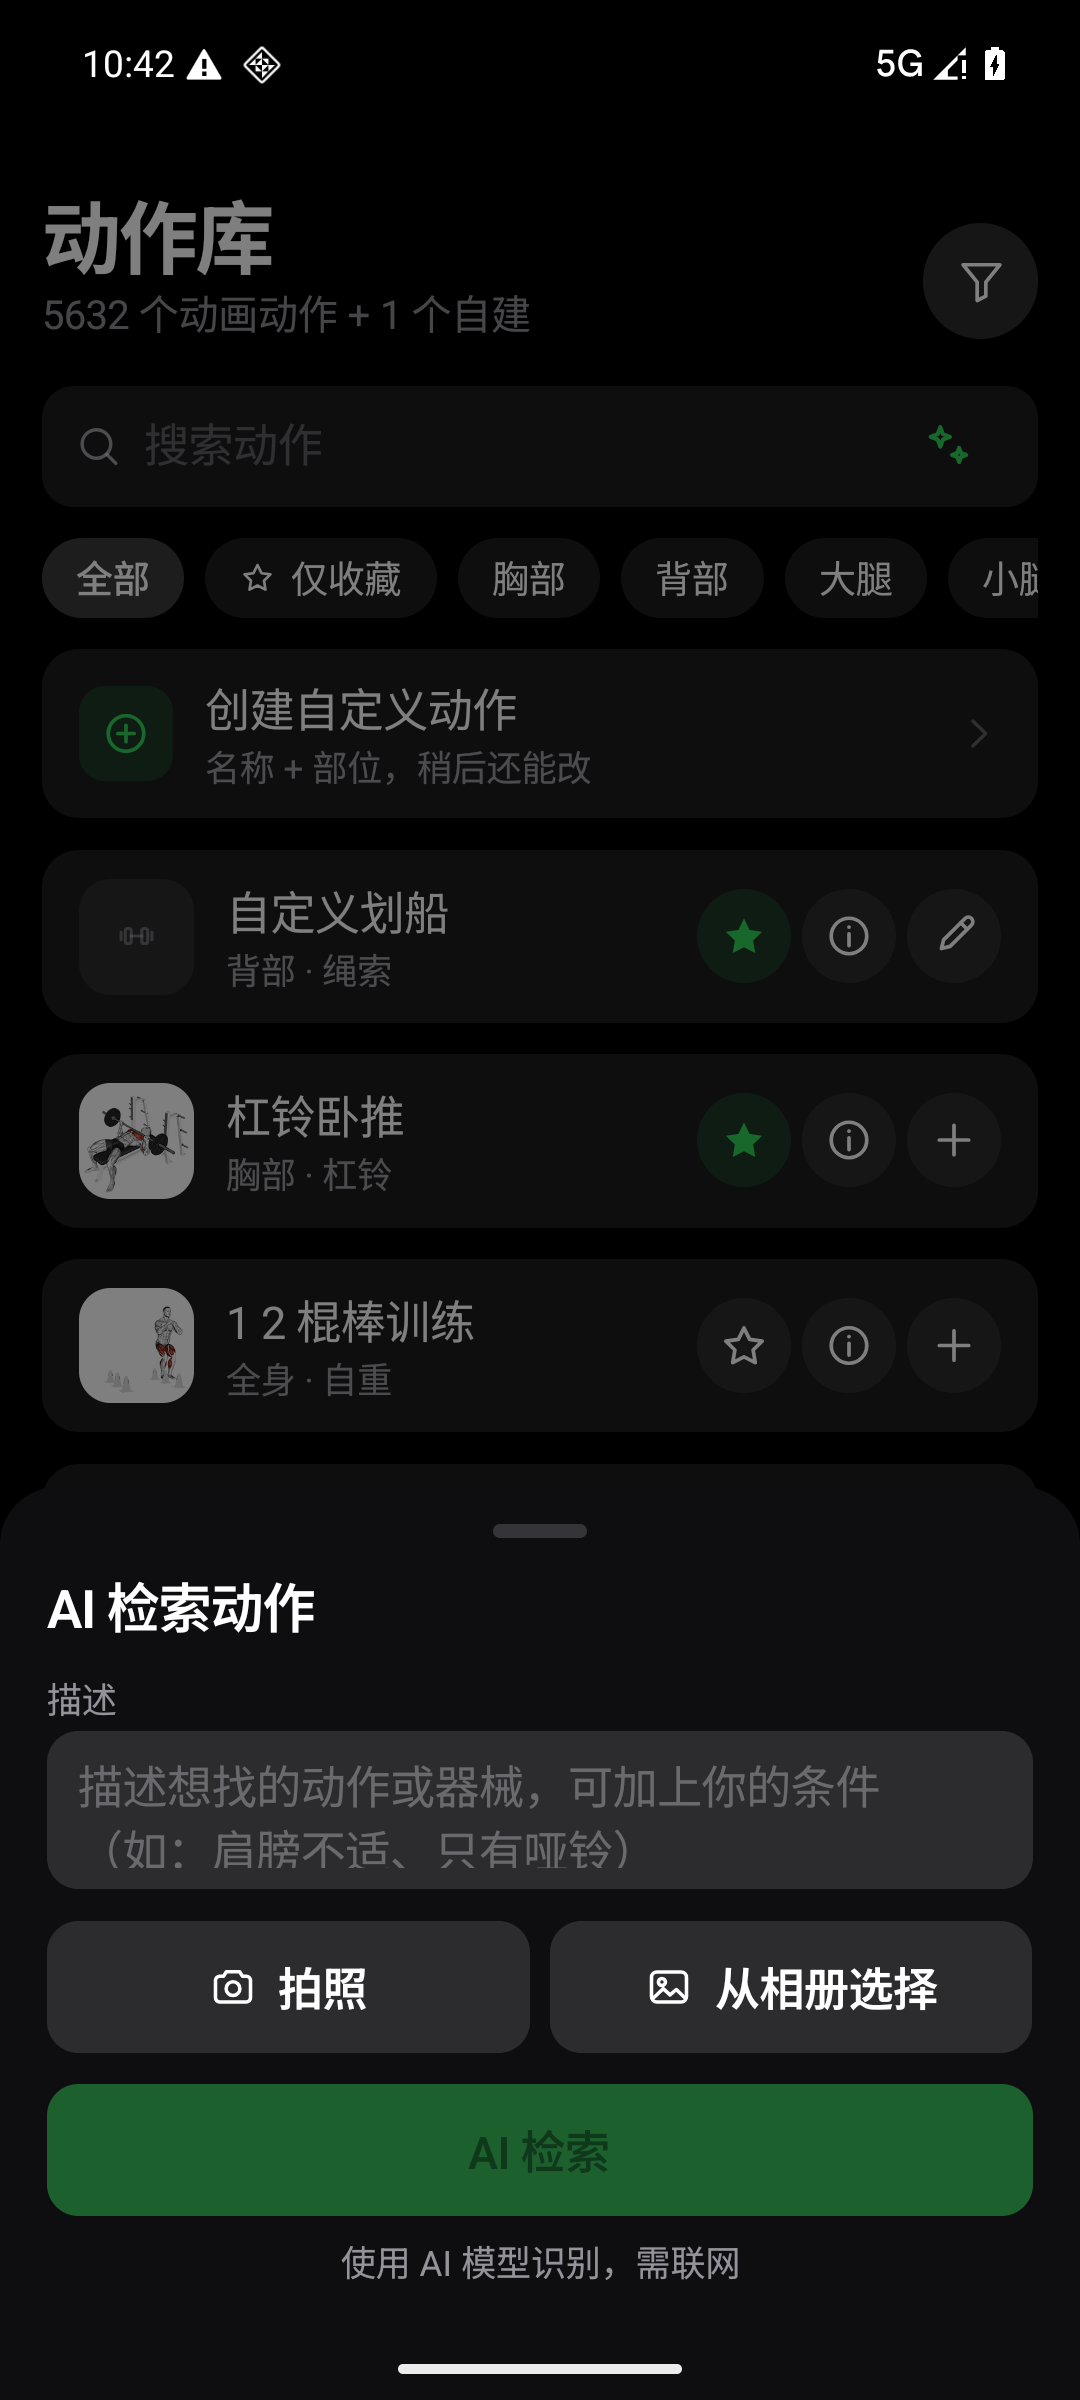 10:42
5G
动作库
5632 个动画动作 + 1 个自建
搜索动作
全部
仅收藏
胸部
背部
大腿
小腿
创建自定义动作
名称 + 部位，稍后还能改
自定义划船
背部 · 绳索
杠铃卧推
胸部 · 杠铃
1 2 棍棒训练
全身 · 自重
AI 检索动作
描述
描述想找的动作或器械，可加上你的条件
（如：肩膀不适、只有哑铃）
拍照
从相册选择
AI 检索
使用 AI 模型识别，需联网